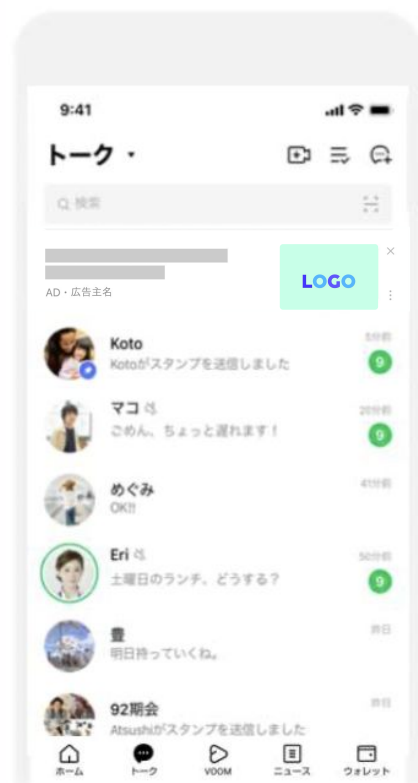 9:41
トーク
検索
AD・広告主名
LOGO
Koto
5分前
Kotoがスタンプを送信しました
9
マコ
20分前
ごめん、ちょっと遅れます!
9
めぐみ
41分前
OK!!
Eri
50分前
土曜日のランチ、どうする?
9
豊
昨日
明日持っていくね。
92期会
昨日
Atsushiがスタンプを送信しました
ホーム
トーク
VOOM
ニュース
ウォレット